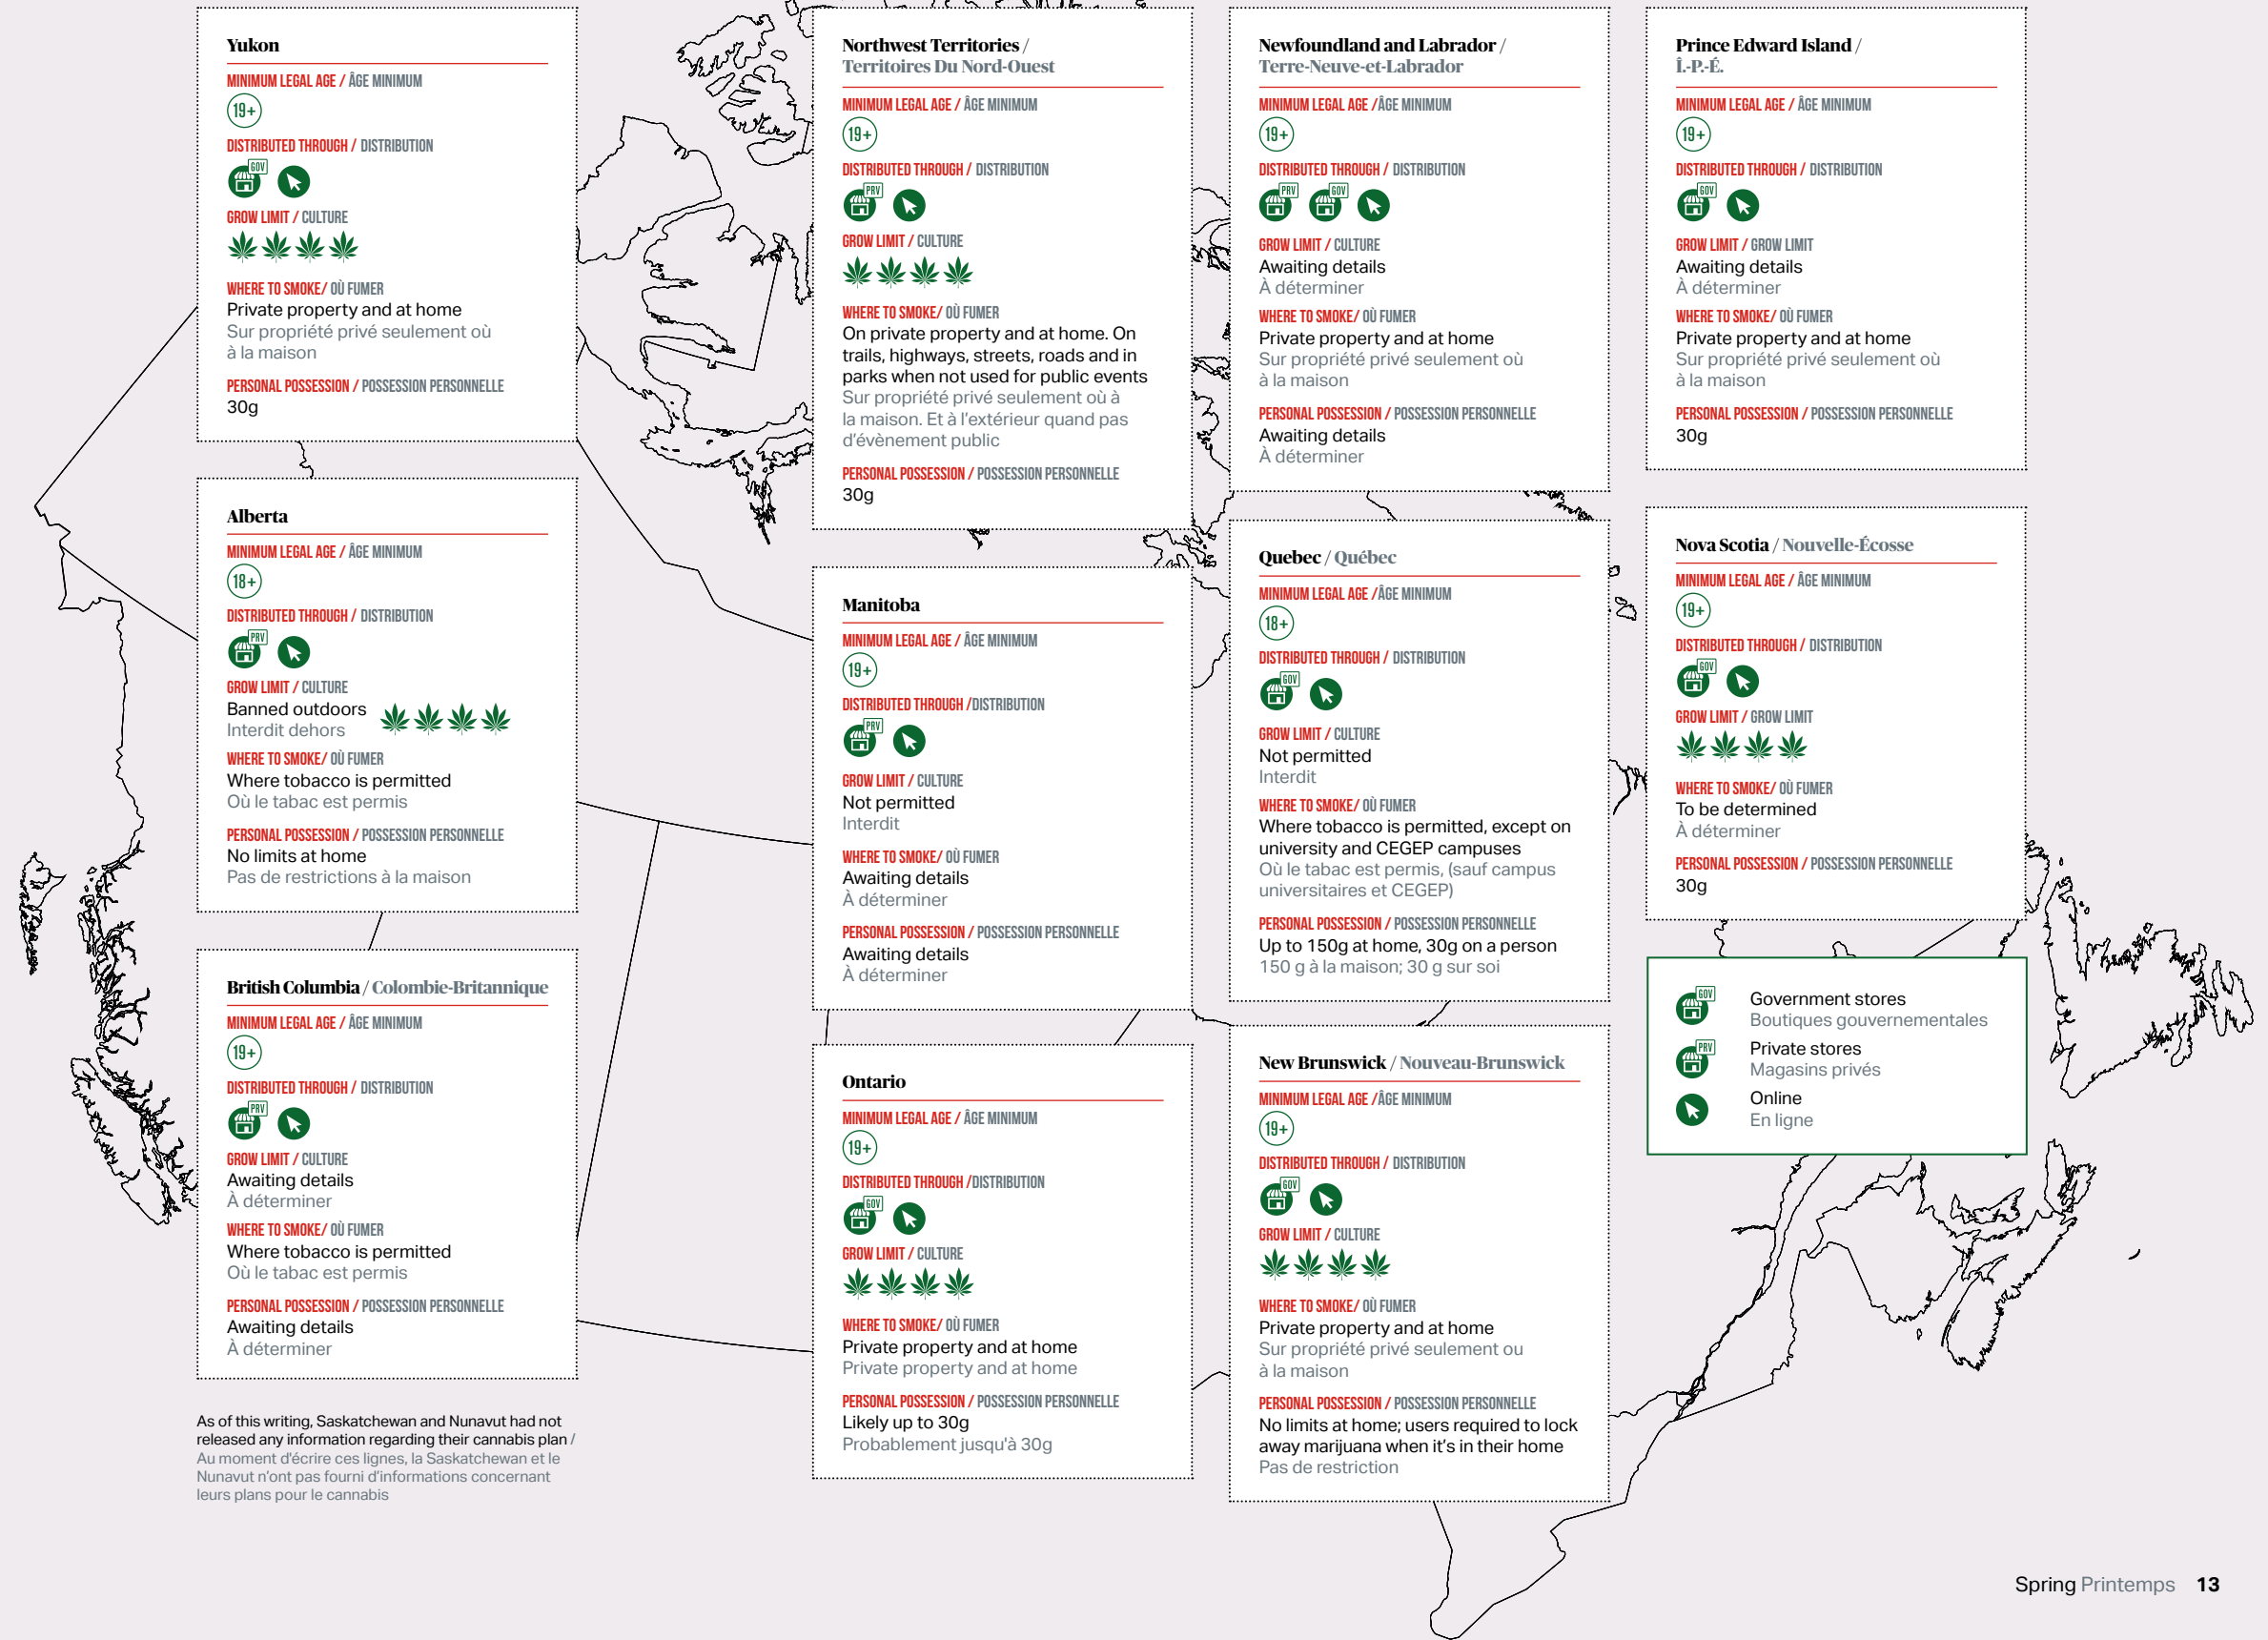 Yukon
MINIMUM LEGAL AGE / ÂGE MINIMUM
19+
DISTRIBUTED THROUGH / DISTRIBUTION
GOV
GROW LIMIT / CULTURE
WHERE TO SMOKE/ OÙ FUMER
Private property and at home
Sur propriété privé seulement où
à la maison
PERSONAL POSSESSION / POSSESSION PERSONNELLE
30g
Alberta
MINIMUM LEGAL AGE / ÂGE MINIMUM
18+
DISTRIBUTED THROUGH / DISTRIBUTION
PRV
GROW LIMIT / CULTURE
Banned outdoors
Interdit dehors
WHERE TO SMOKE/ OÙ FUMER
Where tobacco is permitted
Où le tabac est permis
PERSONAL POSSESSION / POSSESSION PERSONNELLE
No limits at home
Pas de restrictions à la maison
British Columbia / Colombie-Britannique
MINIMUM LEGAL AGE / ÂGE MINIMUM
19+
DISTRIBUTED THROUGH / DISTRIBUTION
PRV
GROW LIMIT / CULTURE
Awaiting details
À déterminer
WHERE TO SMOKE/ OÙ FUMER
Where tobacco is permitted
Où le tabac est permis
PERSONAL POSSESSION / POSSESSION PERSONNELLE
Awaiting details
À déterminer
As of this writing, Saskatchewan and Nunavut had not
released any information regarding their cannabis plan /
Au moment d'écrire ces lignes, la Saskatchewan et le
Nunavut n'ont pas fourni d'informations concernant
leurs plans pour le cannabis
Northwest Territories /
Territoires Du Nord-Ouest
MINIMUM LEGAL AGE / ÂGE MINIMUM
19+
DISTRIBUTED THROUGH / DISTRIBUTION
PRV
GROW LIMIT / CULTURE
WHERE TO SMOKE/ OÙ FUMER
On private property and at home. On
trails, highways, streets, roads and in
parks when not used for public events
Sur propriété privé seulement où à
la maison. Et à l'extérieur quand pas
d'évènement public
PERSONAL POSSESSION / POSSESSION PERSONNELLE
30g
Manitoba
MINIMUM LEGAL AGE / ÂGE MINIMUM
19+
DISTRIBUTED THROUGH /DISTRIBUTION
PRV
GROW LIMIT / CULTURE
Not permitted
Interdit
WHERE TO SMOKE/ OÙ FUMER
Awaiting details
À déterminer
PERSONAL POSSESSION / POSSESSION PERSONNELLE
Awaiting details
À déterminer
Ontario
MINIMUM LEGAL AGE / ÂGE MINIMUM
19+
DISTRIBUTED THROUGH /DISTRIBUTION
GOV
GROW LIMIT / CULTURE
WHERE TO SMOKE/ OÙ FUMER
Private property and at home
Private property and at home
PERSONAL POSSESSION / POSSESSION PERSONNELLE
Likely up to 30g
Probablement jusqu'à 30g
Newfoundland and Labrador /
Terre-Neuve-et-Labrador
MINIMUM LEGAL AGE /ÂGE MINIMUM
19+
DISTRIBUTED THROUGH / DISTRIBUTION
PRV GOV
GROW LIMIT / CULTURE
Awaiting details
À déterminer
WHERE TO SMOKE/ OÙ FUMER
Private property and at home
Sur propriété privé seulement où
à la maison
PERSONAL POSSESSION / POSSESSION PERSONNELLE
Awaiting details
À déterminer
Quebec / Québec
MINIMUM LEGAL AGE /ÂGE MINIMUM
18+
DISTRIBUTED THROUGH / DISTRIBUTION
GOV
GROW LIMIT / CULTURE
Not permitted
Interdit
WHERE TO SMOKE/ OÙ FUMER
Where tobacco is permitted, except on
university and CEGEP campuses
Où le tabac est permis, (sauf campus
universitaires et CEGEP)
PERSONAL POSSESSION / POSSESSION PERSONNELLE
Up to 150g at home, 30g on a person
150 g à la maison; 30 g sur soi
New Brunswick / Nouveau-Brunswick
MINIMUM LEGAL AGE /ÂGE MINIMUM
19+
DISTRIBUTED THROUGH / DISTRIBUTION
GOV
GROW LIMIT / CULTURE
WHERE TO SMOKE/ OÙ FUMER
Private property and at home
Sur propriété privé seulement ou
à la maison
PERSONAL POSSESSION / POSSESSION PERSONNELLE
No limits at home; users required to lock
away marijuana when it's in their home
Pas de restriction
Prince Edward Island /
Î.-P.-É.
MINIMUM LEGAL AGE / ÂGE MINIMUM
19+
DISTRIBUTED THROUGH / DISTRIBUTION
GOV
GROW LIMIT / GROW LIMIT
Awaiting details
À déterminer
WHERE TO SMOKE/ OÙ FUMER
Private property and at home
Sur propriété privé seulement où
à la maison
PERSONAL POSSESSION / POSSESSION PERSONNELLE
30g
Nova Scotia / Nouvelle-Écosse
MINIMUM LEGAL AGE / ÂGE MINIMUM
19+
DISTRIBUTED THROUGH / DISTRIBUTION
GOV
GROW LIMIT / GROW LIMIT
WHERE TO SMOKE/ OÙ FUMER
To be determined
À déterminer
PERSONAL POSSESSION / POSSESSION PERSONNELLE
30g
GOV
Government stores
Boutiques gouvernementales
PRV
Private stores
Magasins privés
Online
En ligne
Spring Printemps 13